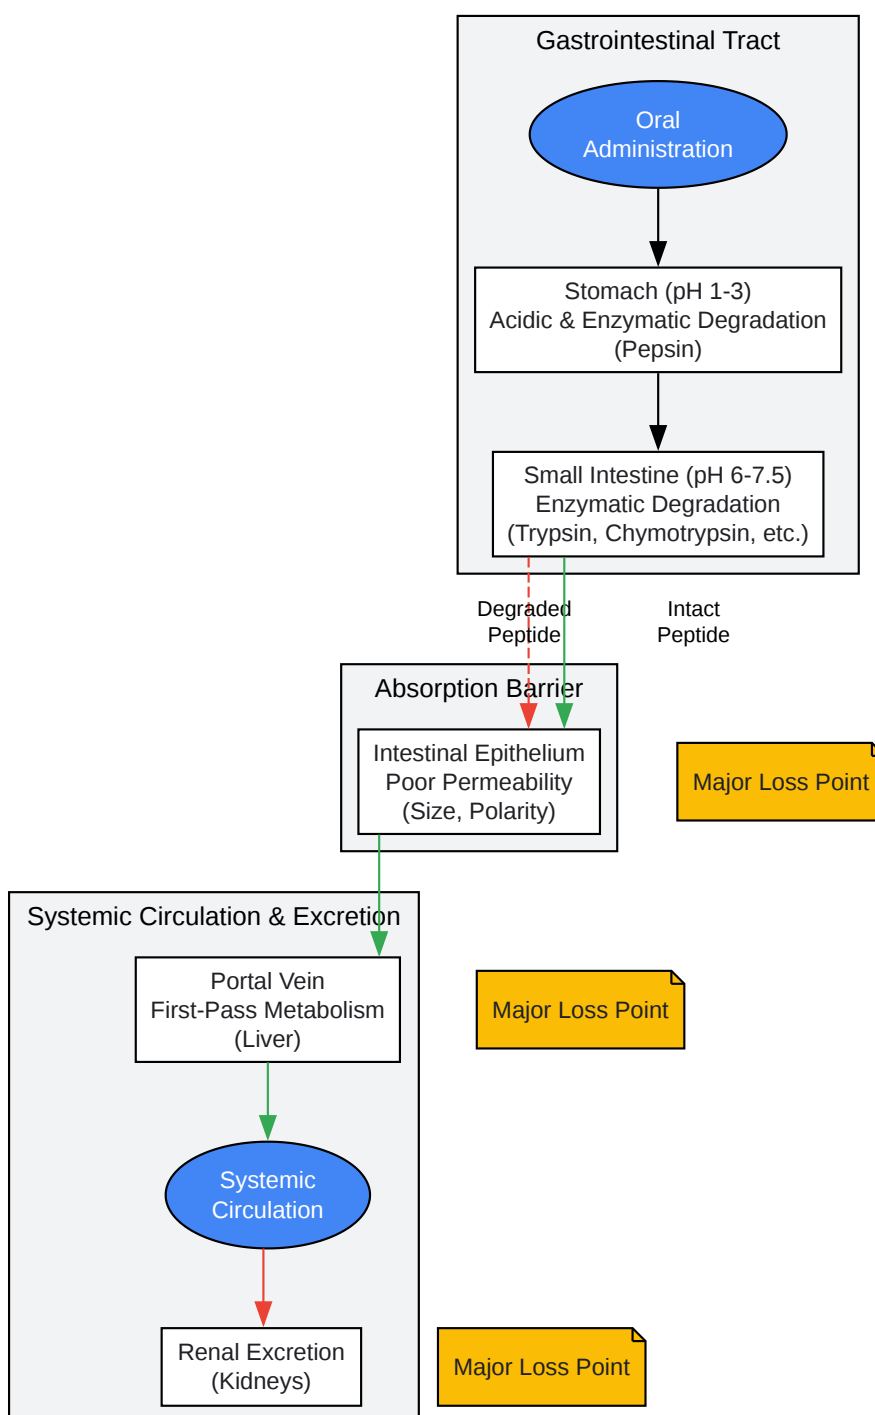 Gastrointestinal Tract
Oral
Administration
Stomach (pH 1-3)
Acidic & Enzymatic Degradation
(Pepsin)
Small Intestine (pH 6-7.5)
Enzymatic Degradation
(Trypsin, Chymotrypsin, etc.)
Degraded
Peptide
Intact
Peptide
Absorption Barrier
Intestinal Epithelium
Poor Permeability
(Size, Polarity)
Major Loss Point
Systemic Circulation & Excretion
Portal Vein
First-Pass Metabolism
(Liver)
Major Loss Point
Systemic
Circulation
Renal Excretion
(Kidneys)
Major Loss Point